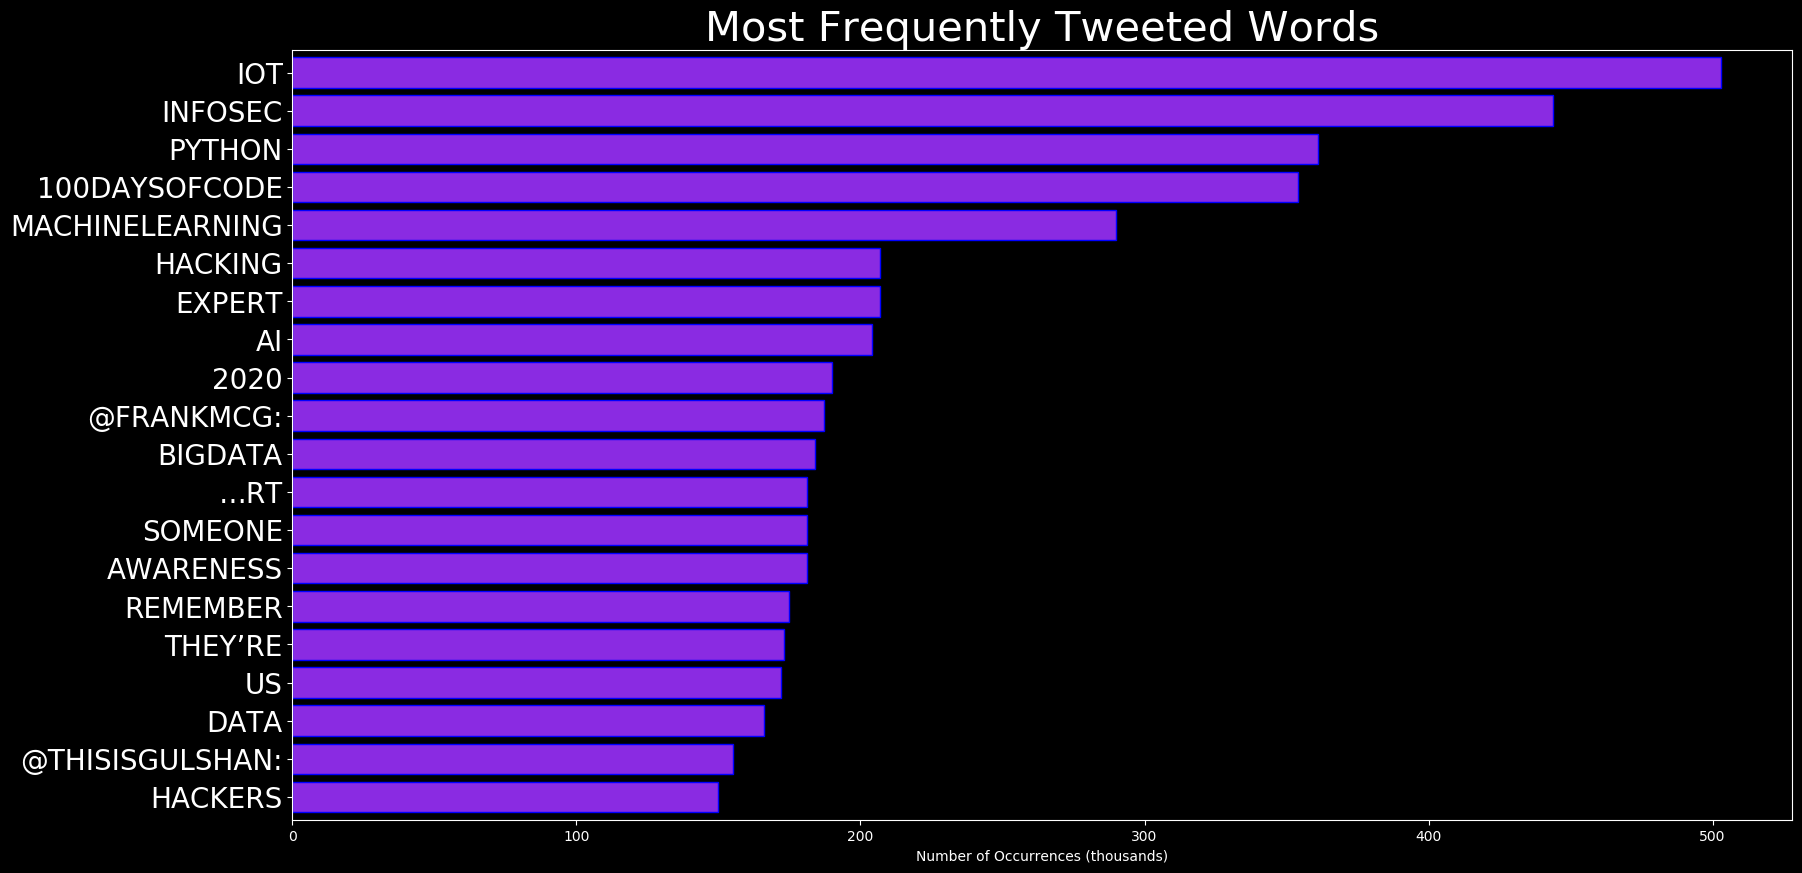 Most Frequently Tweeted Words
IOT
INFOSEC
PYTHON
100DAYSOFCODE
MACHINELEARNING
HACKING
EXPERT
AI
2020
@FRANKMCG:
BIGDATA
…RT
SOMEONE
AWARENESS
REMEMBER
THEY’RE
US
DATA
@THISISGULSHAN:
HACKERS
0 100 200 300 400 500
Number of Occurrences (thousands)